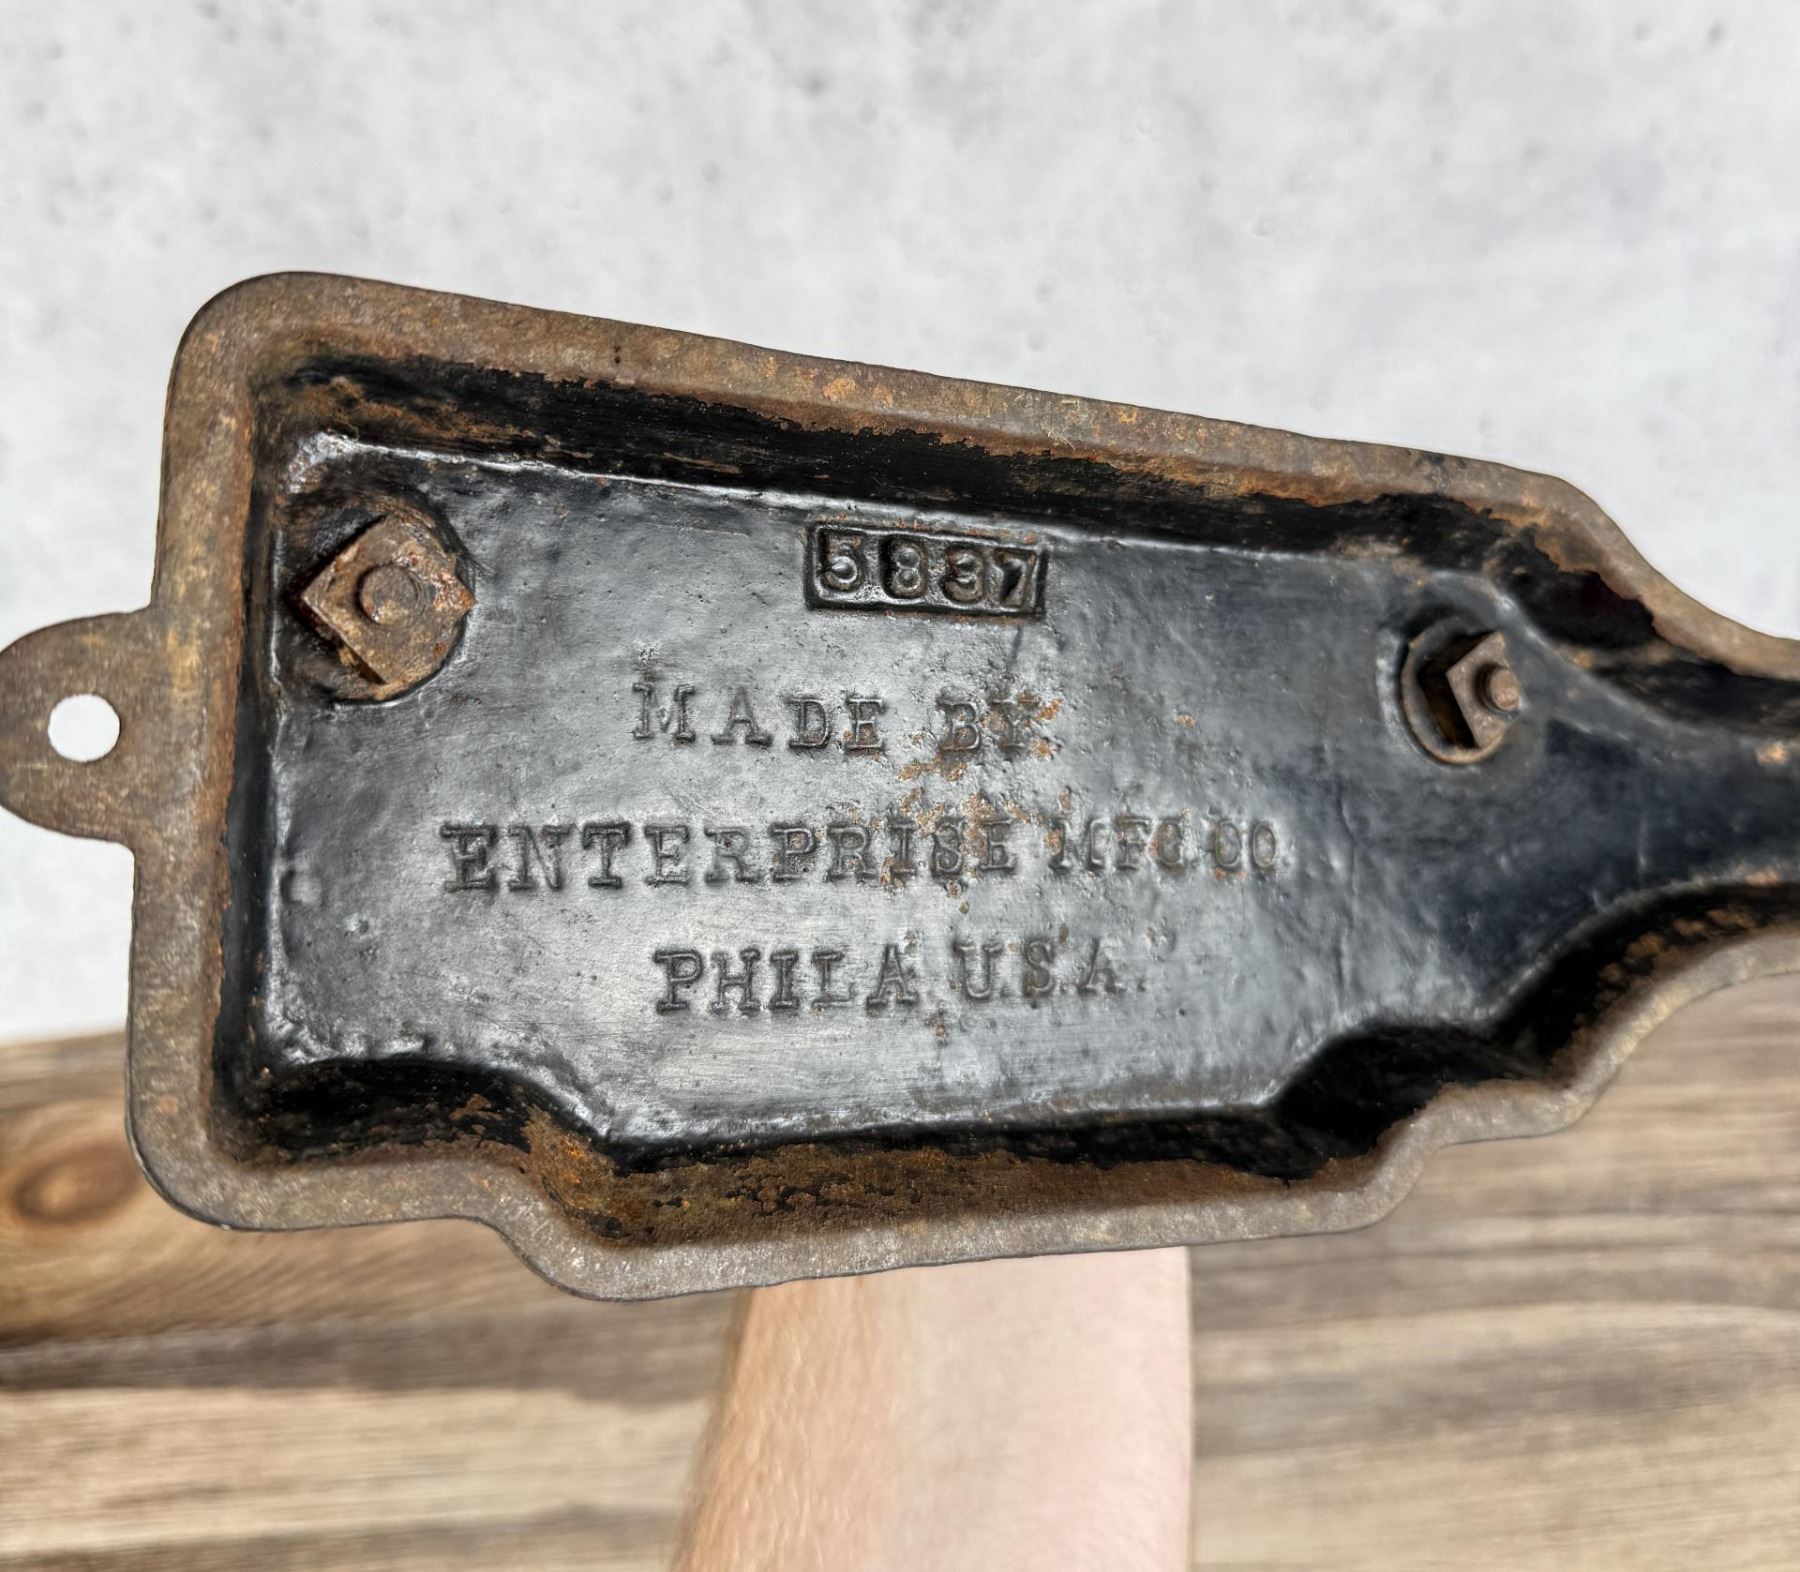 5837
MADE BY
ENTERPRISE MFG.CO.
PHILA U.S.A.